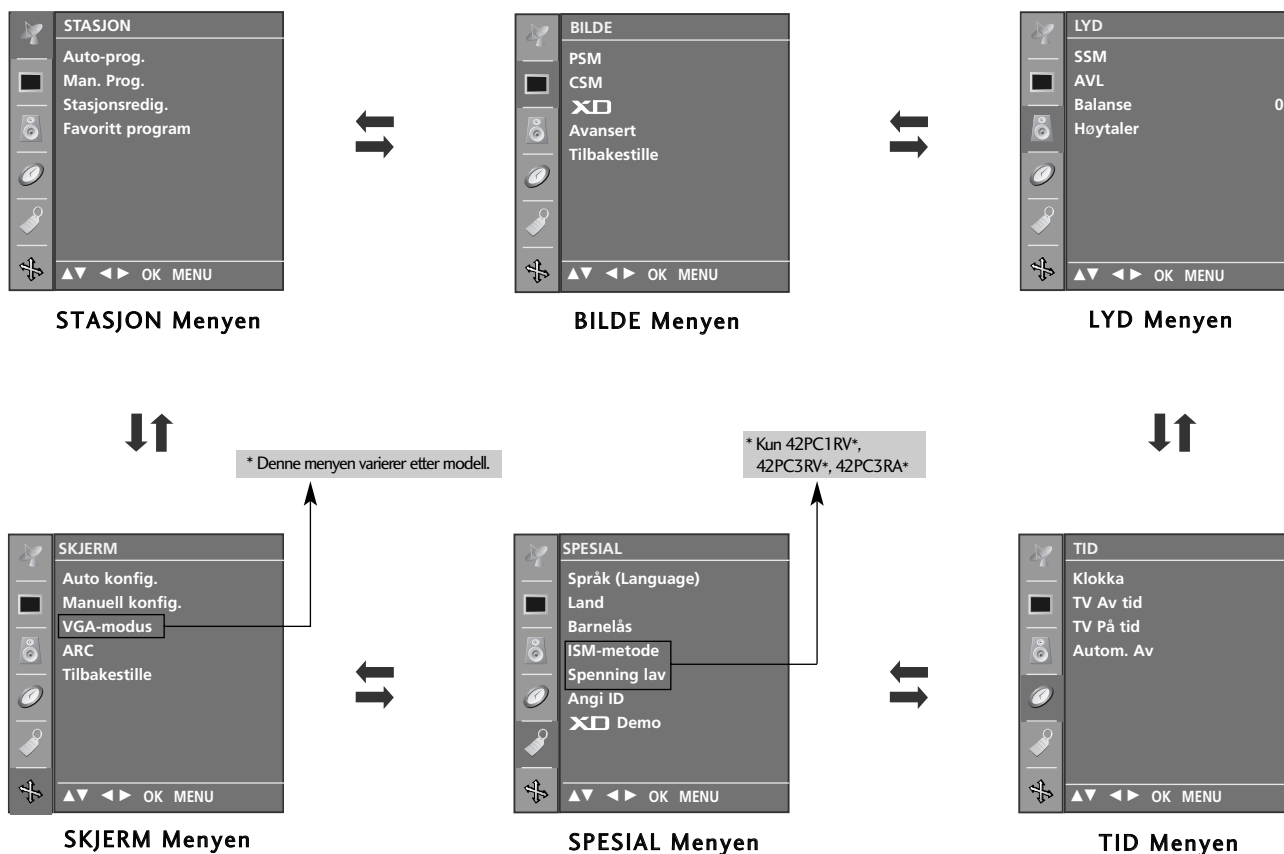 STASJON
Auto-prog.
Man. Prog.
Stasjonsredig.
Favoritt program
▲▼ ◄► OK MENU
STASJON Menyen
BILDE
PSM
CSM
XD
Avansert
Tilbakestille
▲▼ ◄► OK MENU
BILDE Menyen
LYD
SSM
AVL
Balanse 0
Høytaler
▲▼ ◄► OK MENU
LYD Menyen
* Denne menyen varierer etter modell.
* Kun 42PC1RV*,
42PC3RV*, 42PC3RA*
SKJERM
Auto konfig.
Manuell konfig.
VGA-modus
ARC
Tilbakestille
▲▼ ◄► OK MENU
SKJERM Menyen
SPESIAL
Språk (Language)
Land
Barnelås
ISM-metode
Spenning lav
Angi ID
XD Demo
▲▼ ◄► OK MENU
SPESIAL Menyen
TID
Klokka
TV Av tid
TV På tid
Autom. Av
▲▼ ◄► OK MENU
TID Menyen